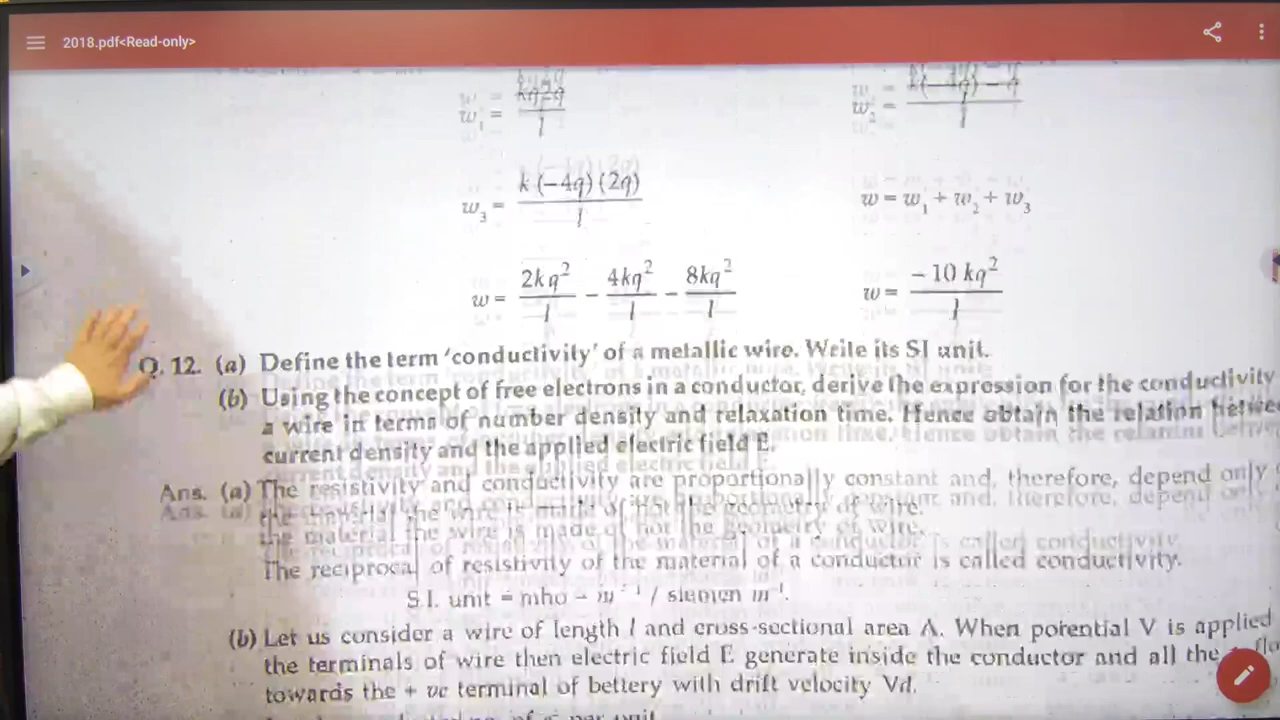 2018.pdf<Read-only>
w₁ =
w₂ =
w₃ = k (−4q) (2q) / l
w = w₁ + w₂ + w₃
w = 2kq² / l − 4kq² / l − 8kq² / l
w = − 10 kq² / l
Q. 12. (a) Define the term 'conductivity' of a metallic wire. Write its SI unit.
(b) Using the concept of free electrons in a conductor, derive the expression for the conductivity
a wire in terms of number density and relaxation time. Hence obtain the relation
current density and the applied electric field E.
Ans. (a) The resistivity and conductivity are proportionally constant and, therefore, depend only
the material the wire is made of not the geometry of wire.
The reciprocal of resistivity of the material of a conductor is called conductivity.
S.I. unit = mho − m⁻¹ / siemen m⁻¹.
(b) Let us consider a wire of length l and cross-sectional area A. When potential V is applied
the terminals of wire then electric field E generate inside the conductor and all the
towards the + ve terminal of bettery with drift velocity Vd.